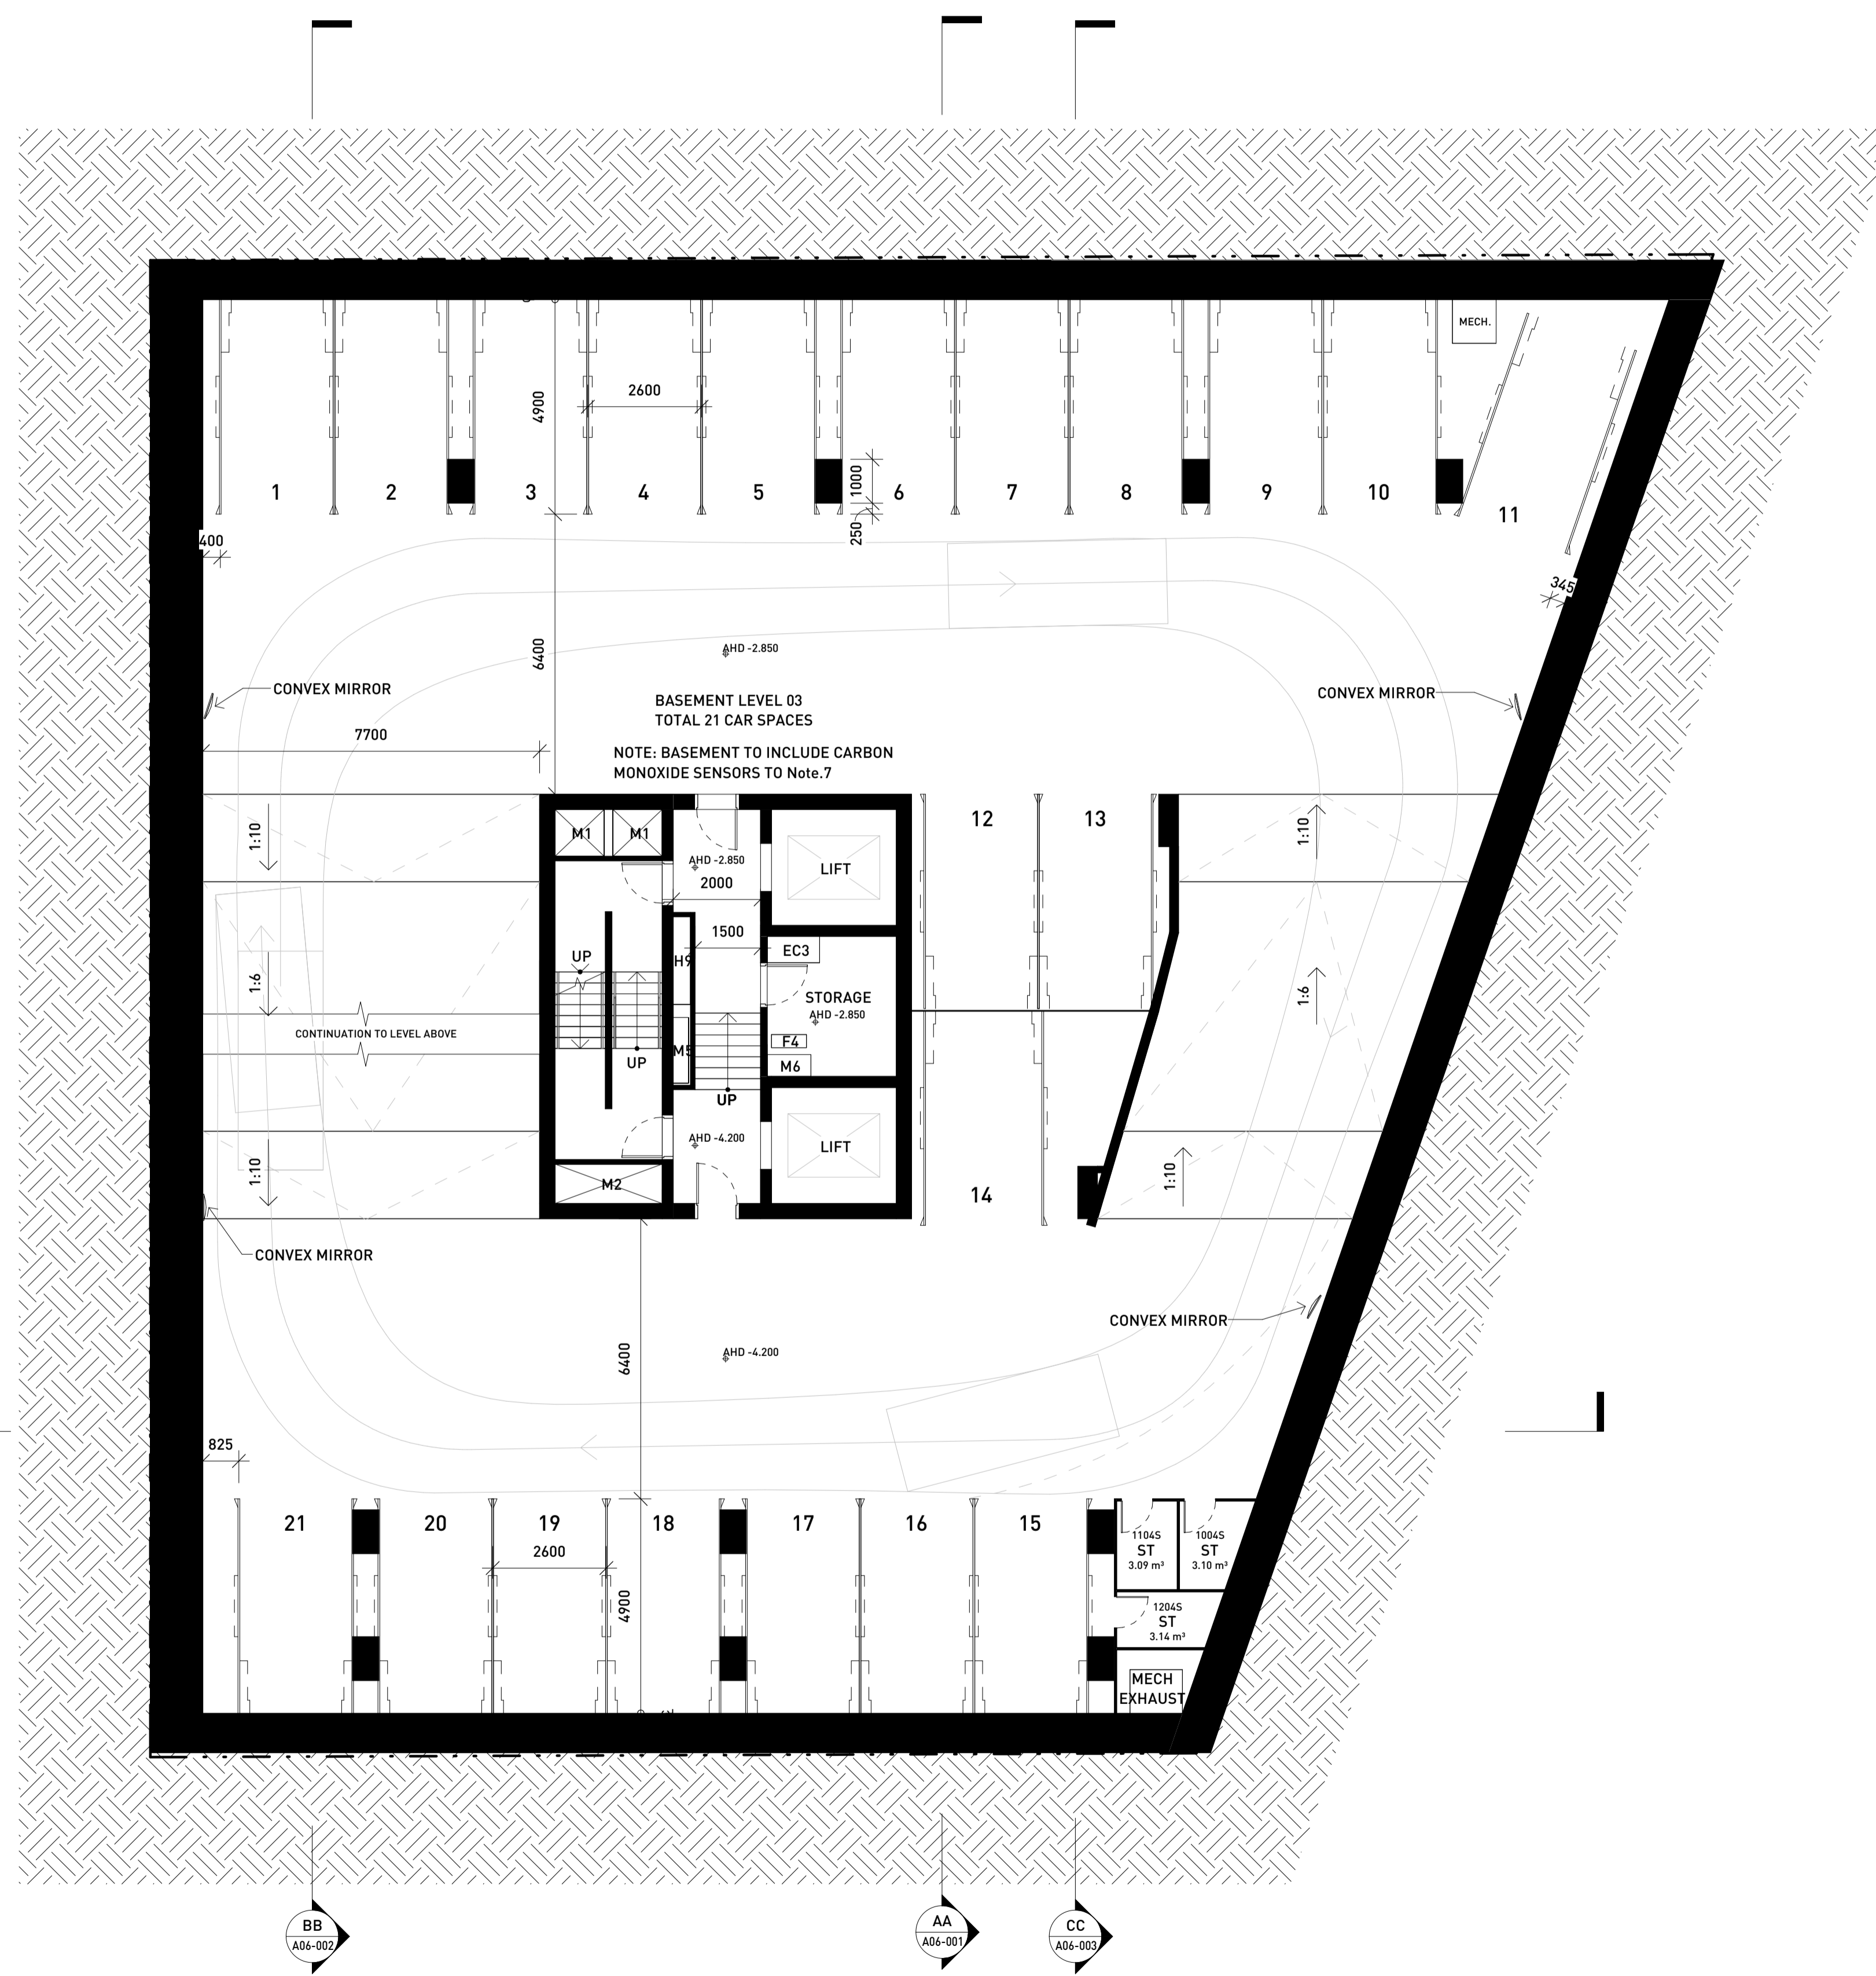 MECH.
4900
2600
1
2
3
4
5
6
7
8
9
10
11
1000
250
400
345
6400
AHD -2.850
CONVEX MIRROR
CONVEX MIRROR
BASEMENT LEVEL 03
TOTAL 21 CAR SPACES
7700
NOTE: BASEMENT TO INCLUDE CARBON
MONOXIDE SENSORS TO Note.7
12
13
1:10
M1
M1
1:10
AHD -2.850
LIFT
2000
1500
EC3
UP
H9
1:6
STORAGE
1:6
AHD -2.850
CONTINUATION TO LEVEL ABOVE
F4
M5
UP
M6
UP
AHD -4.200
LIFT
1:10
1:10
M2
14
CONVEX MIRROR
CONVEX MIRROR
6400
AHD -4.200
825
21
20
19
18
17
16
15
2600
4900
1104S
ST
3.09 m³
1004S
ST
3.10 m³
1204S
ST
3.14 m³
MECH
EXHAUST
BB
A06-002
AA
A06-001
CC
A06-003